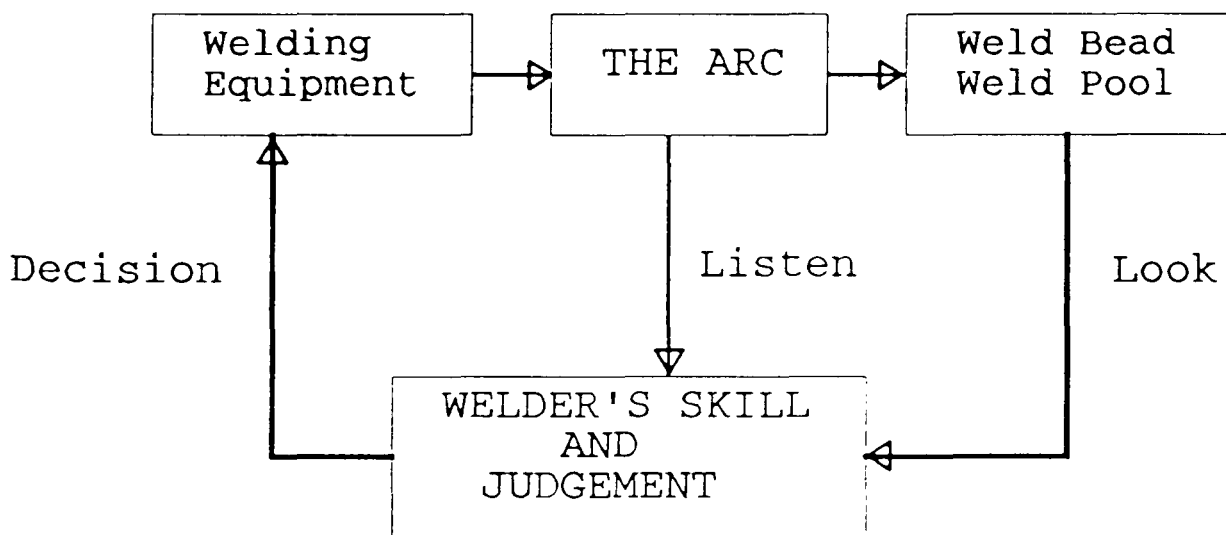 Welding
Equipment
THE ARC
Weld Bead
Weld Pool
Decision
Listen
Look
WELDER'S SKILL
AND
JUDGEMENT